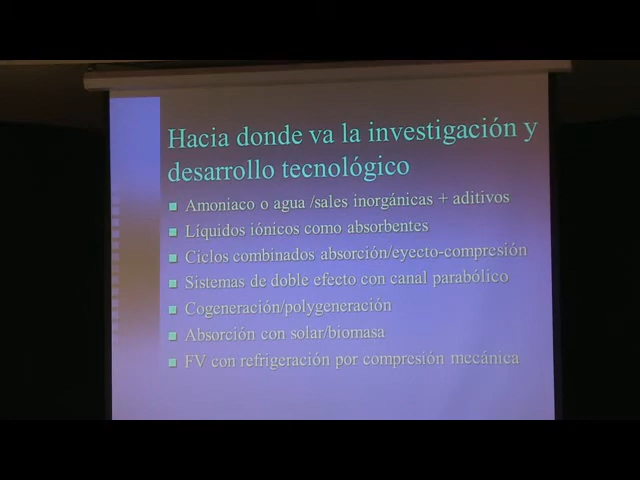 Hacia donde va la investigación y
desarrollo tecnológico
Amoniaco o agua /sales inorgánicas + aditivos
Líquidos iónicos como absorbentes
Ciclos combinados absorción/eyecto-compresión
Sistemas de doble efecto con canal parabólico
Cogeneración/polygeneración
Absorción con solar/biomasa
FV con refrigeración por compresión mecánica